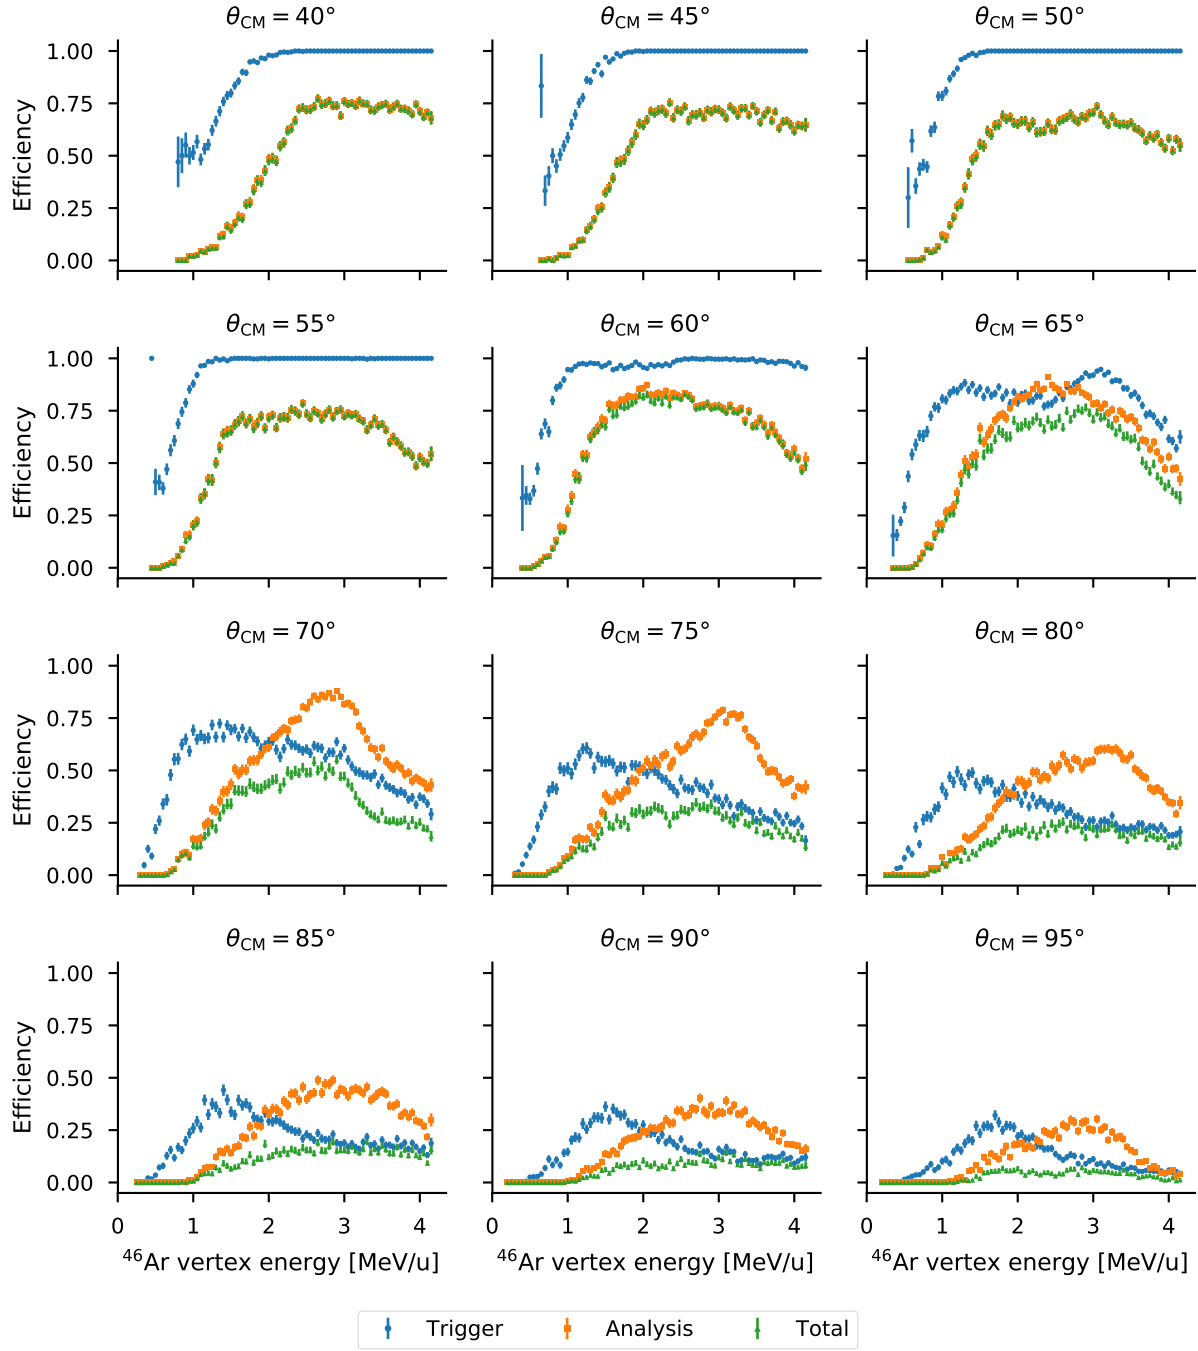 θCM = 40°
θCM = 45°
θCM = 50°
Efficiency
1.00
0.75
0.50
0.25
0.00
θCM = 55°
θCM = 60°
θCM = 65°
Efficiency
1.00
0.75
0.50
0.25
0.00
θCM = 70°
θCM = 75°
θCM = 80°
Efficiency
1.00
0.75
0.50
0.25
0.00
θCM = 85°
θCM = 90°
θCM = 95°
Efficiency
1.00
0.75
0.50
0.25
0.00
0 1 2 3 4
0 1 2 3 4
0 1 2 3 4
⁴⁶Ar vertex energy [MeV/u]
⁴⁶Ar vertex energy [MeV/u]
⁴⁶Ar vertex energy [MeV/u]
Trigger Analysis Total